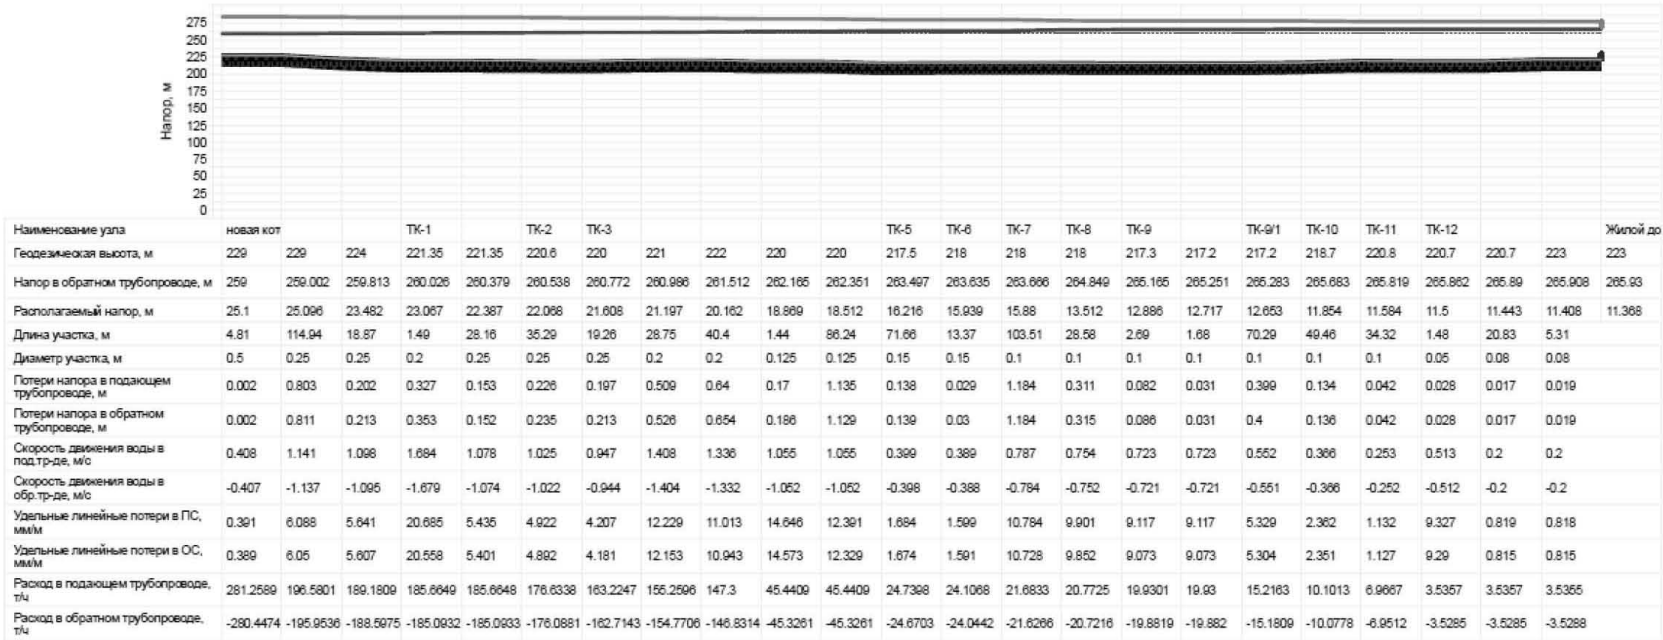 275
250
225
200
175
150
125
100
75
50
25
0
Напор, м
Наименование узла новая кот ТК-1 ТК-2 ТК-3 ТК-5 ТК-6 ТК-7 ТК-8 ТК-9 ТК-9/1 ТК-10 ТК-11 ТК-12 Жилой до
Геодезическая высота, м 229 229 224 221.35 221.35 220.6 220 221 222 220 220 217.5 218 218 218 217.3 217.2 217.2 218.7 220.8 220.7 220.7 223 223
Напор в обратном трубопроводе, м 259 259.002 259.813 260.026 260.379 260.538 260.772 260.986 261.512 262.165 262.351 263.497 263.635 263.666 264.849 265.165 265.251 265.283 265.683 265.819 265.862 265.89 265.908 265.93
Располагаемый напор, м 25.1 25.096 23.482 23.067 22.387 22.068 21.608 21.197 20.162 18.869 18.512 16.216 15.939 15.88 13.512 12.886 12.717 12.653 11.854 11.584 11.5 11.443 11.408 11.368
Длина участка, м 4.81 114.94 18.87 1.49 28.16 35.29 19.26 28.75 40.4 1.44 86.24 71.66 13.37 103.51 28.58 2.69 1.68 70.29 49.46 34.32 1.48 20.83 5.31
Диаметр участка, м 0.5 0.25 0.25 0.2 0.25 0.25 0.25 0.2 0.2 0.125 0.125 0.15 0.15 0.1 0.1 0.1 0.1 0.1 0.1 0.1 0.05 0.08 0.08
Потери напора в подающем
трубопроводе, м 0.002 0.803 0.202 0.327 0.153 0.226 0.197 0.509 0.64 0.17 1.135 0.138 0.029 1.184 0.311 0.082 0.031 0.399 0.134 0.042 0.028 0.017 0.019
Потери напора в обратном
трубопроводе, м 0.002 0.811 0.213 0.353 0.152 0.235 0.213 0.526 0.654 0.186 1.129 0.139 0.03 1.184 0.315 0.086 0.031 0.4 0.136 0.042 0.028 0.017 0.019
Скорость движения воды в
под.тр-де, м/с 0.408 1.141 1.098 1.684 1.078 1.025 0.947 1.408 1.336 1.055 1.055 0.399 0.389 0.787 0.754 0.723 0.723 0.552 0.366 0.253 0.513 0.2 0.2
Скорость движения воды в
обр.тр-де, м/с -0.407 -1.137 -1.095 -1.679 -1.074 -1.022 -0.944 -1.404 -1.332 -1.052 -1.052 -0.398 -0.388 -0.784 -0.752 -0.721 -0.721 -0.551 -0.366 -0.252 -0.512 -0.2 -0.2
Удельные линейные потери в ПС,
мм/м 0.391 6.088 5.641 20.685 5.435 4.922 4.207 12.229 11.013 14.646 12.391 1.684 1.599 10.784 9.901 9.117 9.117 5.329 2.362 1.132 9.327 0.819 0.818
Удельные линейные потери в ОС,
мм/м 0.389 6.05 5.607 20.558 5.401 4.892 4.181 12.153 10.943 14.573 12.329 1.674 1.591 10.728 9.852 9.073 9.073 5.304 2.351 1.127 9.29 0.815 0.815
Расход в подающем трубопроводе,
т/ч 281.2589 196.5801 189.1809 185.6649 185.6648 176.6338 163.2247 155.2596 147.3 45.4409 45.4409 24.7398 24.1068 21.6833 20.7725 19.9301 19.93 15.2163 10.1013 6.9667 3.5357 3.5357 3.5355
Расход в обратном трубопроводе,
т/ч -280.4474 -195.9536 -188.5975 -185.0932 -185.0933 -176.0881 -162.7143 -154.7706 -146.8314 -45.3261 -45.3261 -24.6703 -24.0442 -21.6266 -20.7216 -19.8819 -19.882 -15.1809 -10.0778 -6.9512 -3.5285 -3.5285 -3.5288